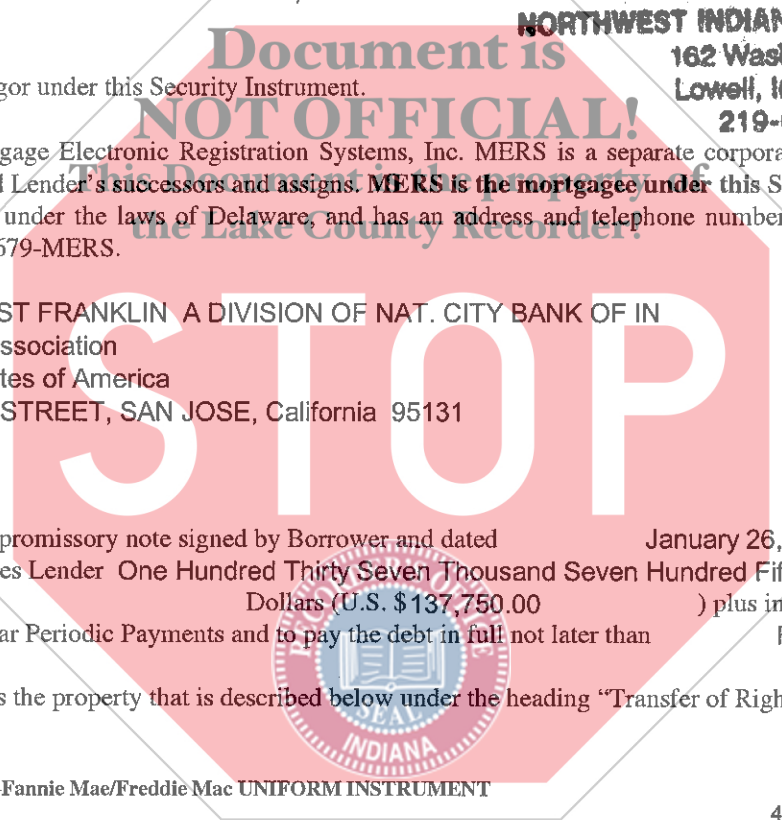 NORTHWEST INDIAN
Document is
162 Wash
gor under this Security Instrument.
Lowell, I
NOT OFFICIAL!
219-
gage Electronic Registration Systems, Inc. MERS is a separate corpora
This Document is the property of
l Lender's successors and assigns. MERS is the mortgagee under this S
under the laws of Delaware, and has an address and telephone number
the Lake County Recorder!
679-MERS.
ST FRANKLIN A DIVISION OF NAT. CITY BANK OF IN
ssociation
tes of America
STREET, SAN JOSE, California 95131
STOP
promissory note signed by Borrower and dated January 26,
es Lender One Hundred Thirty Seven Thousand Seven Hundred Fif
Dollars (U.S. $137,750.00 ) plus in
ar Periodic Payments and to pay the debt in full not later than
RECORDER'S OFFICE
s the property that is described below under the heading “Transfer of Righ
SEAL
INDIANA
-Fannie Mae/Freddie Mac UNIFORM INSTRUMENT
4